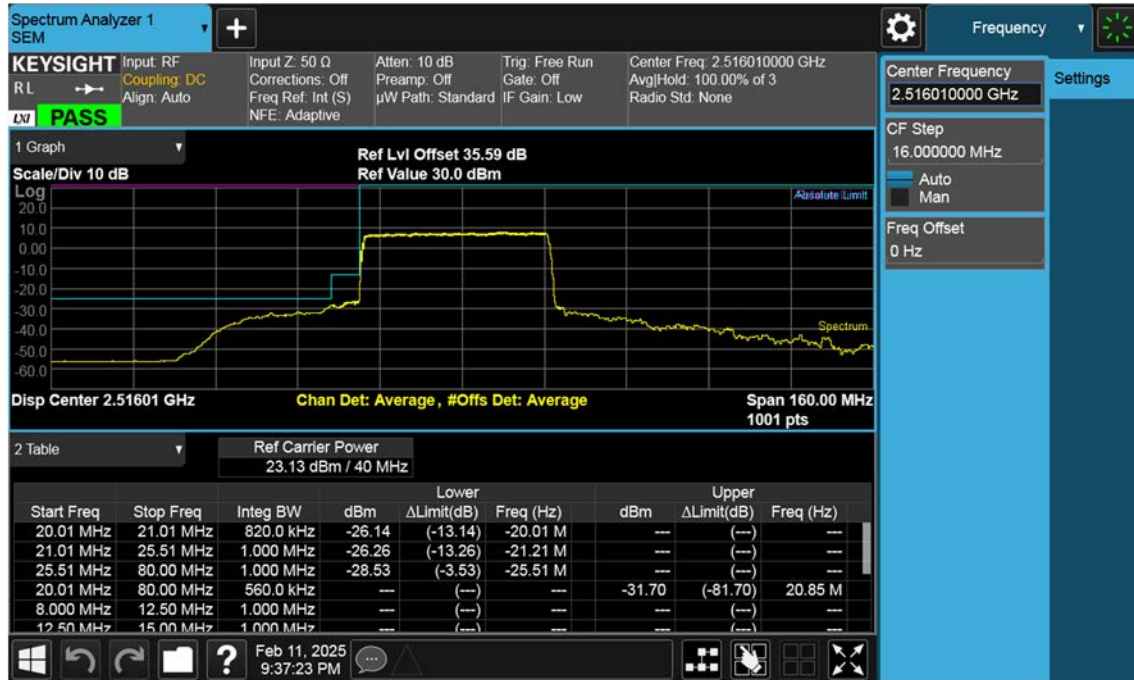 Spectrum Analyzer 1
SEM
Frequency
KEYSIGHT
R L
LXI PASS
Input: RF
Coupling: DC
Align: Auto
Input Z: 50 Ω
Corrections: Off
Freq Ref: Int (S)
NFE: Adaptive
Atten: 10 dB
Preamp: Off
µW Path: Standard
Trig: Free Run
Gate: Off
IF Gain: Low
Center Freq: 2.516010000 GHz
Avg|Hold: 100.00% of 3
Radio Std: None
Center Frequency
2.516010000 GHz
Settings
CF Step
16.000000 MHz
Auto
Man
Freq Offset
0 Hz
1 Graph
Scale/Div 10 dB
Ref Lvl Offset 35.59 dB
Ref Value 30.0 dBm
Log
20.0
10.0
0.00
-10.0
-20.0
-30.0
-40.0
-50.0
-60.0
Limit
Spectrum
Disp Center 2.51601 GHz
Chan Det: Average, #Offs Det: Average
Span 160.00 MHz
1001 pts
2 Table
Ref Carrier Power
23.13 dBm / 40 MHz
Lower Upper
Start Freq Stop Freq Integ BW dBm ΔLimit(dB) Freq (Hz) dBm ΔLimit(dB) Freq (Hz)
20.01 MHz 21.01 MHz 820.0 kHz -26.14 (-13.14) -20.01 M --- (---) ---
21.01 MHz 25.51 MHz 1.000 MHz -26.26 (-13.26) -21.21 M --- (---) ---
25.51 MHz 80.00 MHz 1.000 MHz -28.53 (-3.53) -25.51 M --- (---) ---
20.01 MHz 80.00 MHz 560.0 kHz --- (---) --- -31.70 (-81.70) 20.85 M
8.000 MHz 12.50 MHz 1.000 MHz --- (---) --- --- (---) ---
12.50 MHz 15.00 MHz 1.000 MHz --- (---) --- --- (---) ---
? Feb 11, 2025
9:37:23 PM